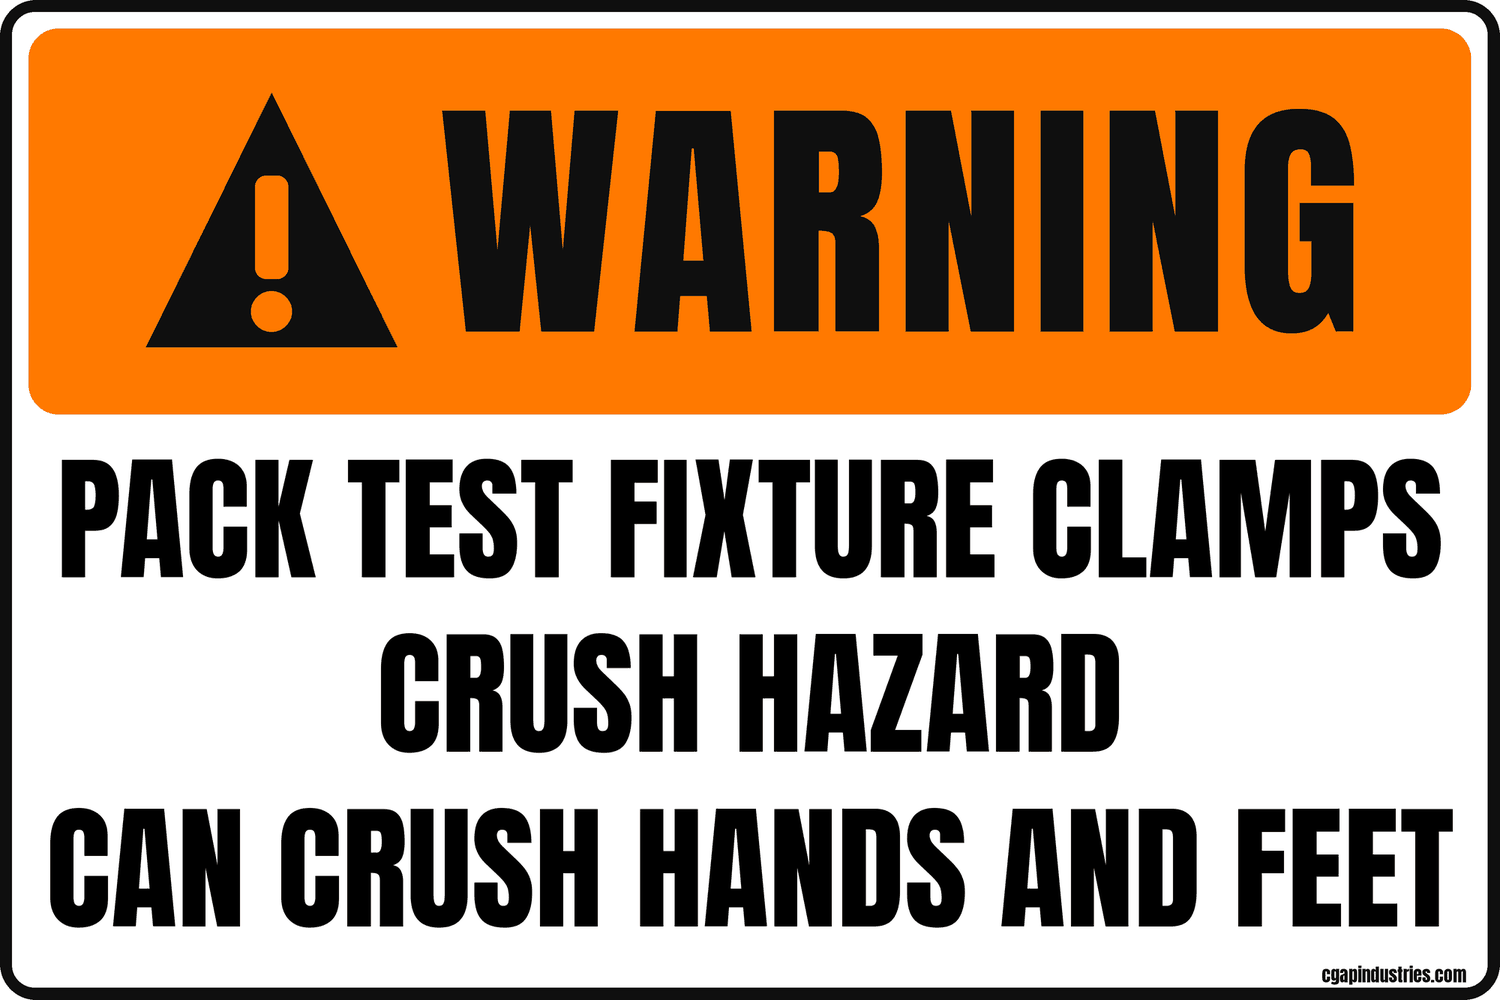 WARNING
PACK TEST FIXTURE CLAMPS
CRUSH HAZARD
CAN CRUSH HANDS AND FEET
cgapindustries.com